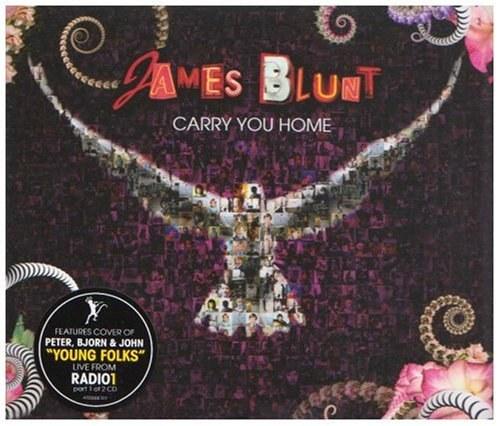 JAMES BLUNT
CARRY YOU HOME
FEATURES COVER OF
PETER, BJORN & JOHN
"YOUNG FOLKS"
LIVE FROM
RADIO1
part 1 of 2 CD